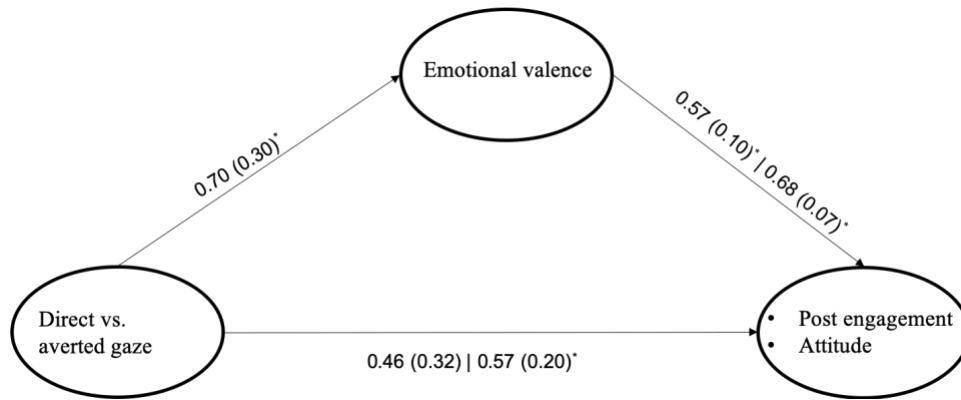 Emotional valence
0.70 (0.30)*
0.57 (0.10)* | 0.68 (0.07)*
Direct vs.
averted gaze
• Post engagement
• Attitude
0.46 (0.32) | 0.57 (0.20)*